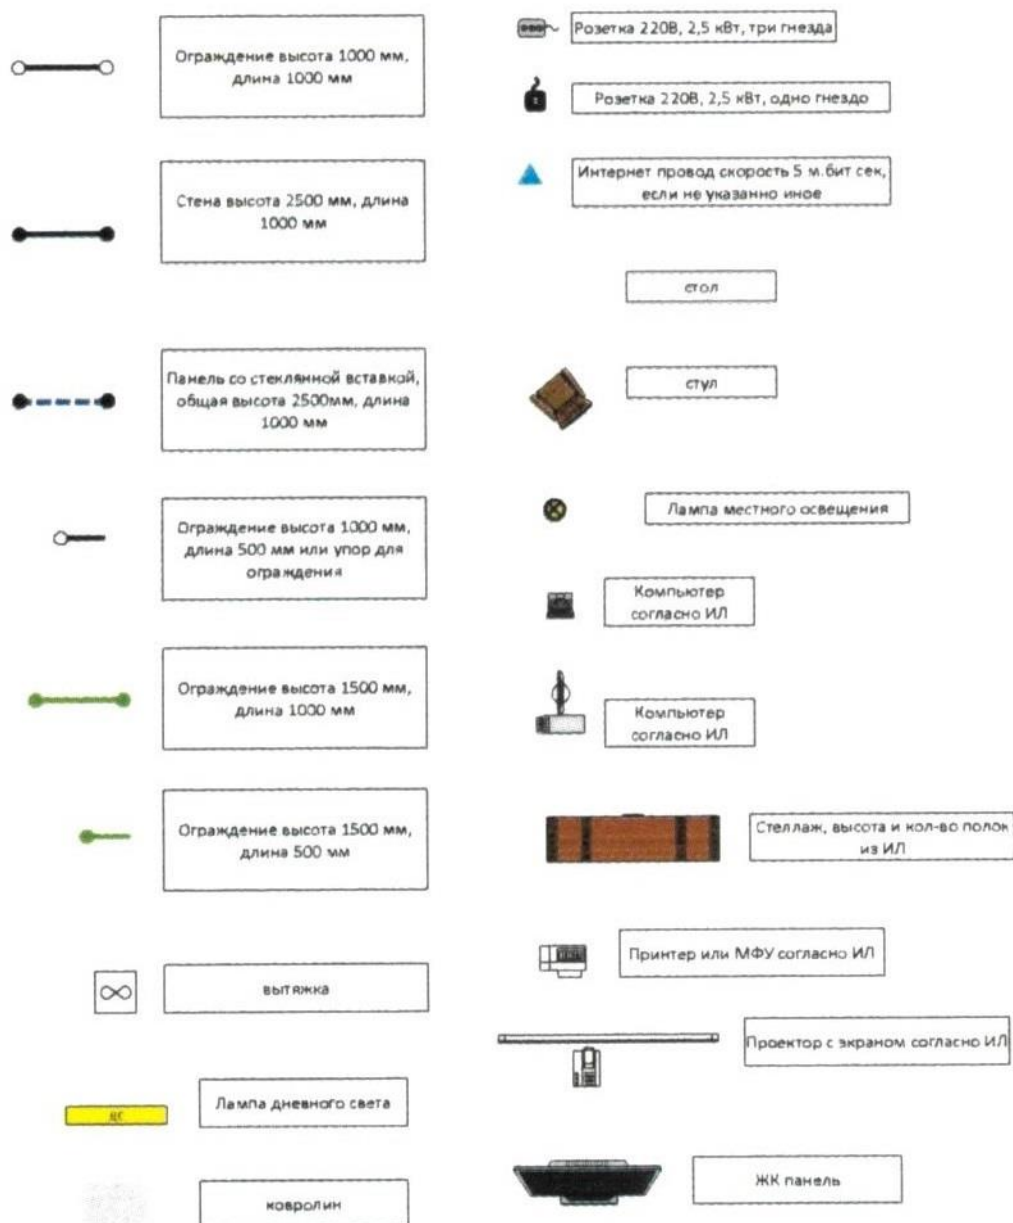 Ограждение высота 1000 мм,
длина 1000 мм
Стена высота 2500 мм, длина
1000 мм
Панель со стеклянной вставкой,
общая высота 2500мм, длина
1000 мм
Ограждение высота 1000 мм,
длина 500 мм или упор для
ограждения
Ограждение высота 1500 мм,
длина 1000 мм
Ограждение высота 1500 мм,
длина 500 мм
вытяжка
ДС
Лампа дневного света
ковролин
Розетка 220В, 2,5 кВт, три гнезда
Розетка 220В, 2,5 кВт, одно гнездо
Интернет провод скорость 5 м.бит сек,
если не указанно иное
стол
стул
Лампа местного освещения
Компьютер
согласно ИЛ
Компьютер
согласно ИЛ
Стеллаж, высота и кол-во полок
из ИЛ
Принтер или МФУ согласно ИЛ
Проектор с экраном согласно ИЛ
ЖК панель